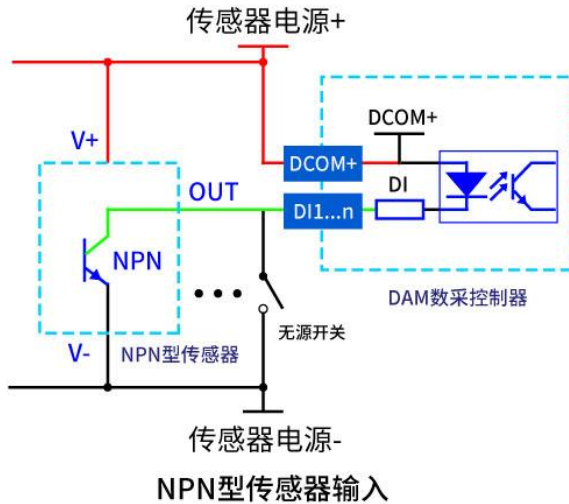 传感器电源+
DCOM+
V+
DCOM+
OUT
DI
DI1...n
NPN
DAM数采控制器
无源开关
V-
NPN型传感器
传感器电源-
NPN型传感器输入